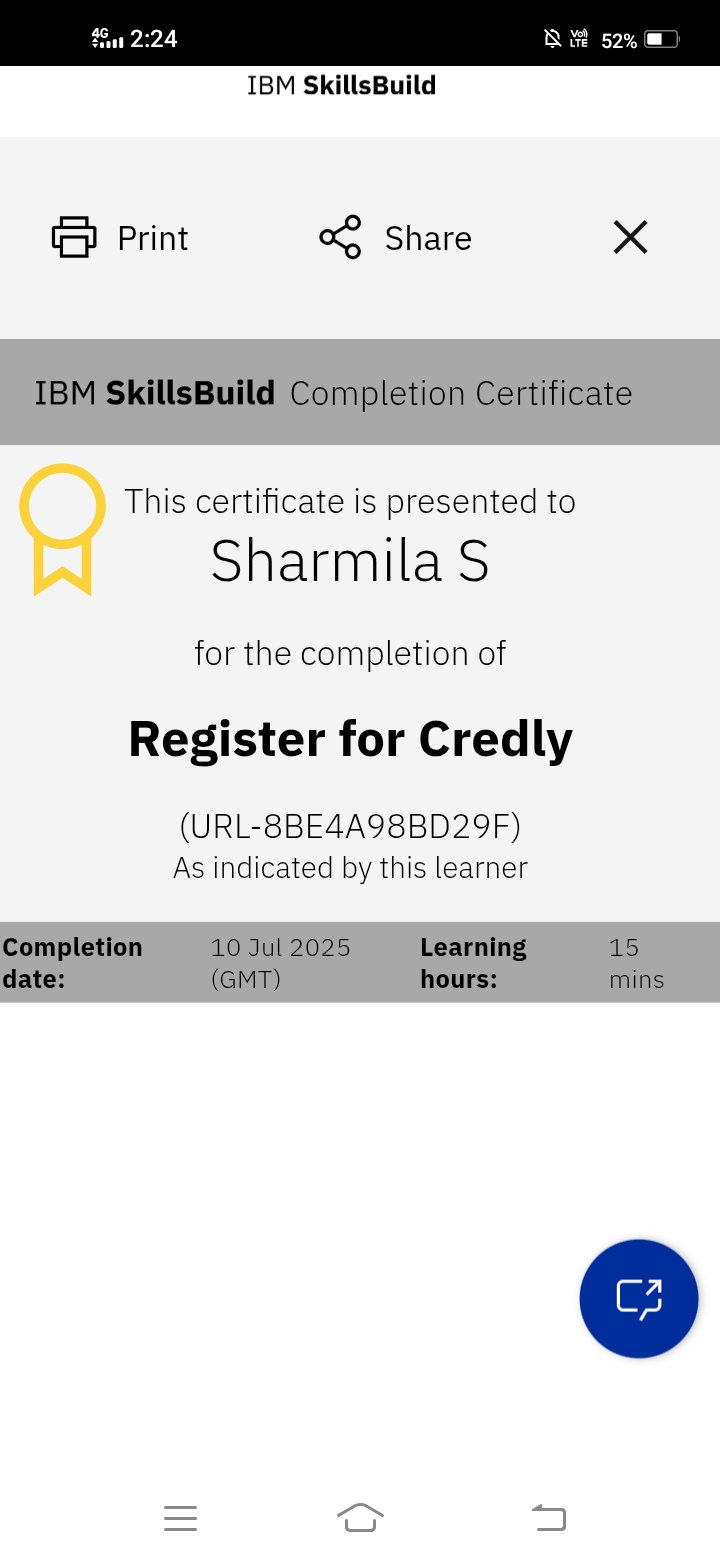 4G 2:24 Vo) LTE 52%
IBM SkillsBuild
Print Share
IBM SkillsBuild Completion Certificate
This certificate is presented to
Sharmila S
for the completion of
Register for Credly
(URL-8BE4A98BD29F)
As indicated by this learner
Completion date: 10 Jul 2025 (GMT) Learning hours: 15 mins